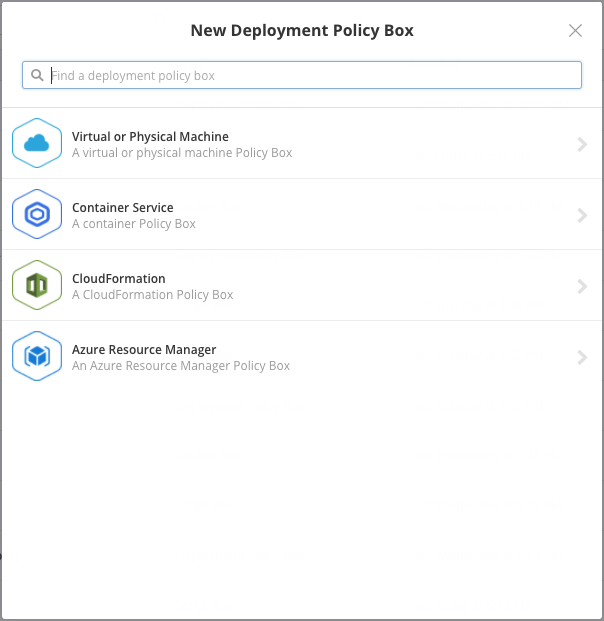 New Deployment Policy Box
Find a deployment policy box
Virtual or Physical Machine
A virtual or physical machine Policy Box
Container Service
A container Policy Box
CloudFormation
A CloudFormation Policy Box
Azure Resource Manager
An Azure Resource Manager Policy Box